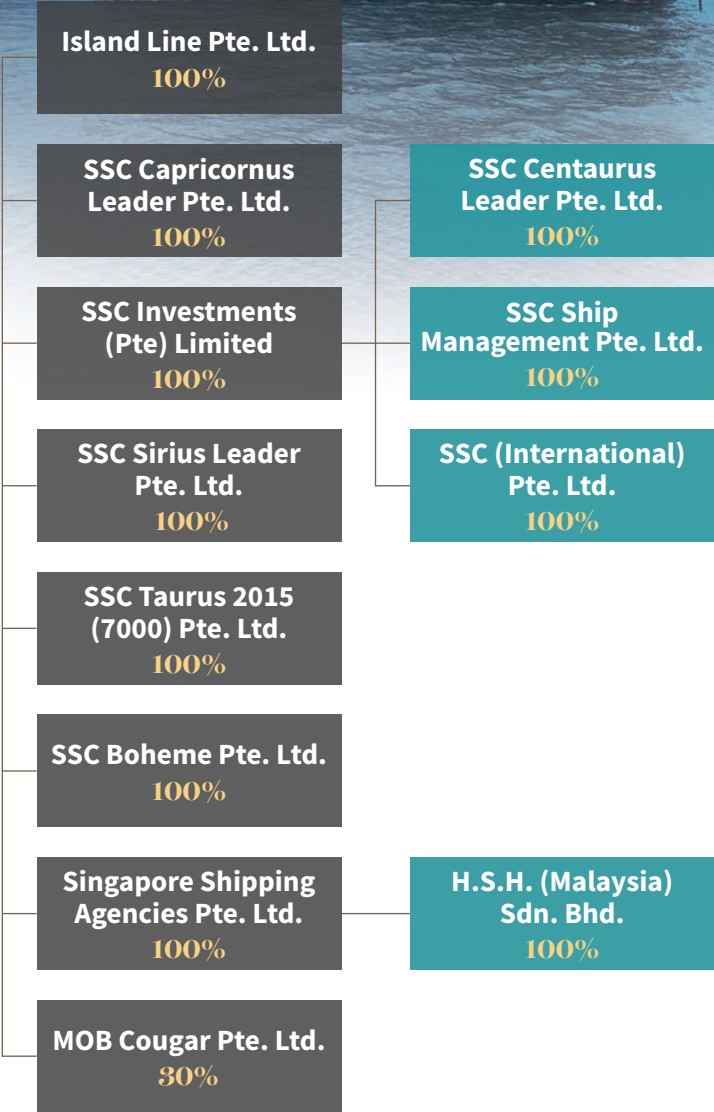 Island Line Pte. Ltd.
100%
SSC Capricornus
Leader Pte. Ltd.
100%
SSC Centaurus
Leader Pte. Ltd.
100%
SSC Investments
(Pte) Limited
100%
SSC Ship
Management Pte. Ltd.
100%
SSC Sirius Leader
Pte. Ltd.
100%
SSC (International)
Pte. Ltd.
100%
SSC Taurus 2015
(7000) Pte. Ltd.
100%
SSC Boheme Pte. Ltd.
100%
Singapore Shipping
Agencies Pte. Ltd.
100%
H.S.H. (Malaysia)
Sdn. Bhd.
100%
MOB Cougar Pte. Ltd.
30%